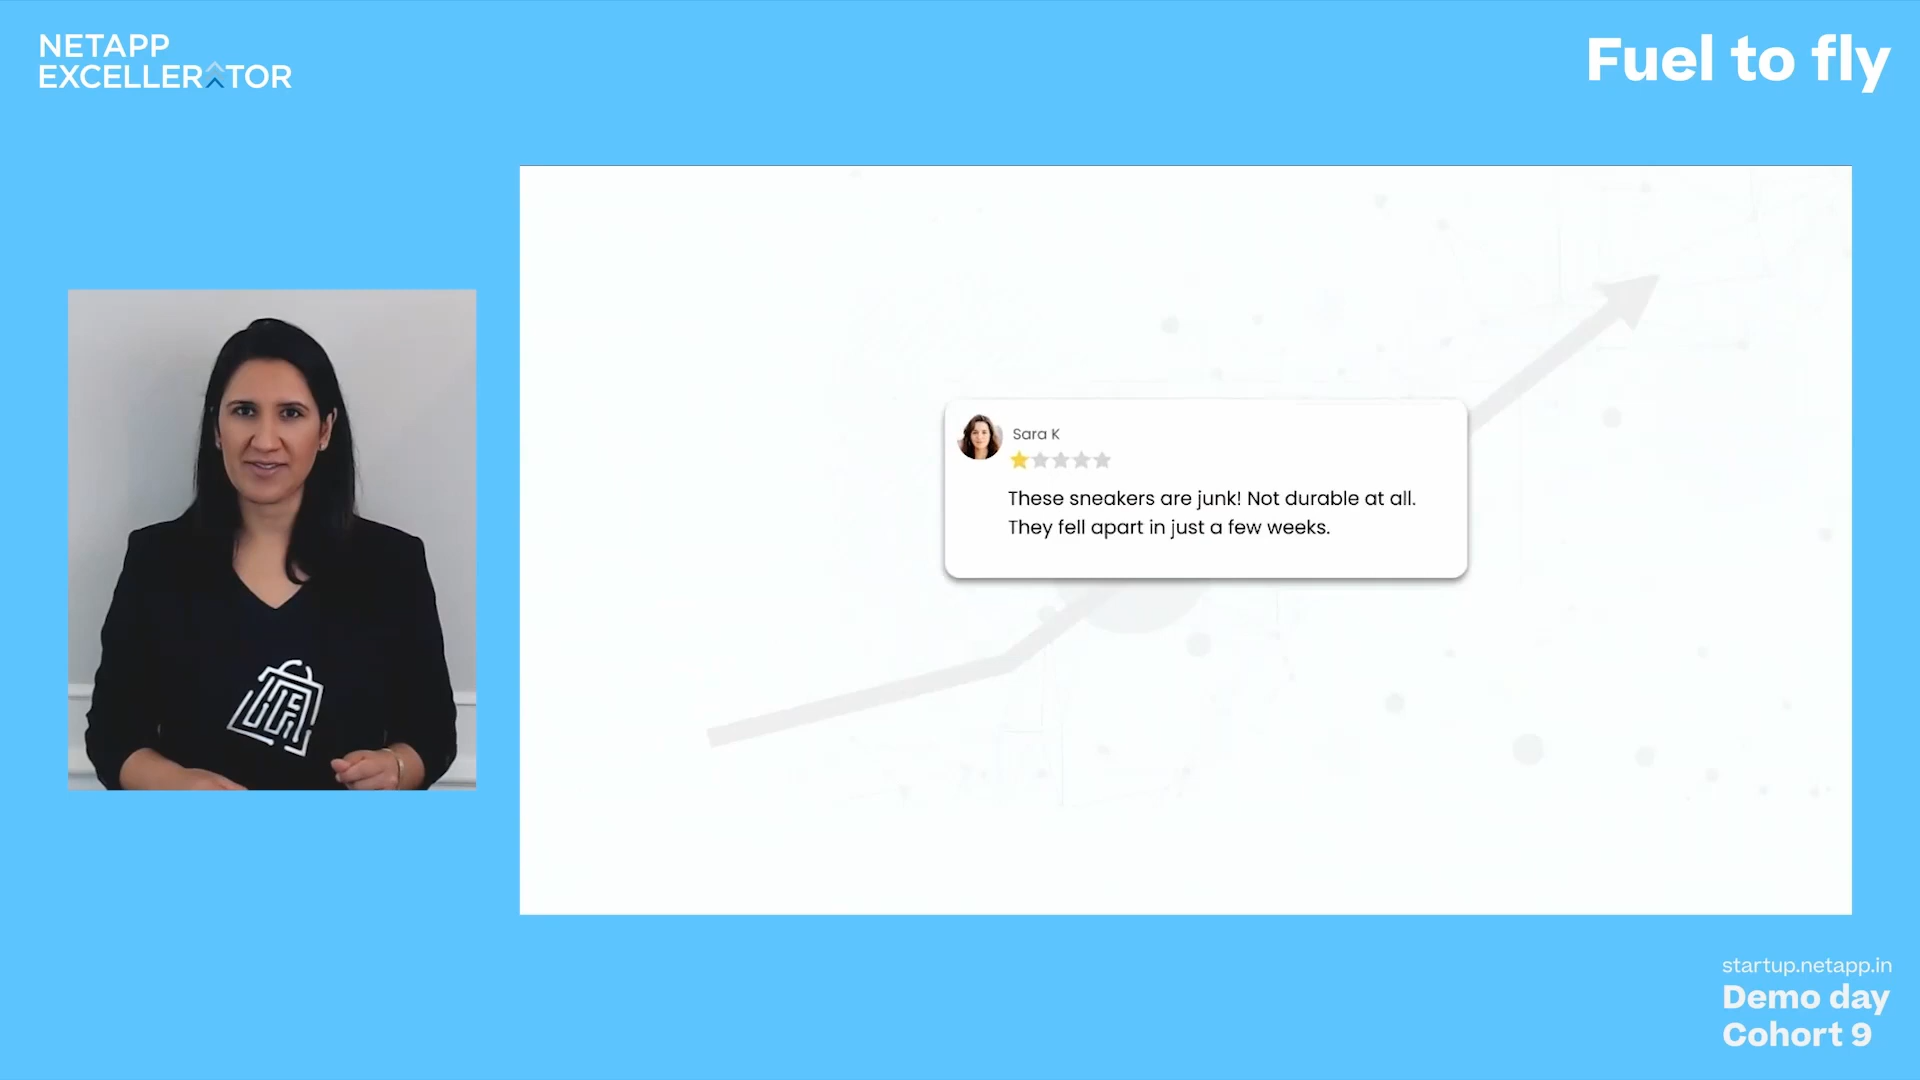 NETAPP
EXCELLERATOR
Fuel to fly
Sara K
These sneakers are junk! Not durable at all.
They fell apart in just a few weeks.
startup.netapp.in
Demo day
Cohort 9